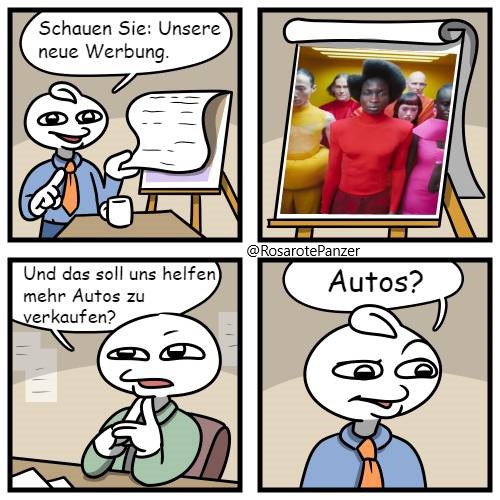 Schauen Sie: Unsere
neue Werbung.
@RosarotePanzer
Und das soll uns helfen
mehr Autos zu
verkaufen?
Autos?